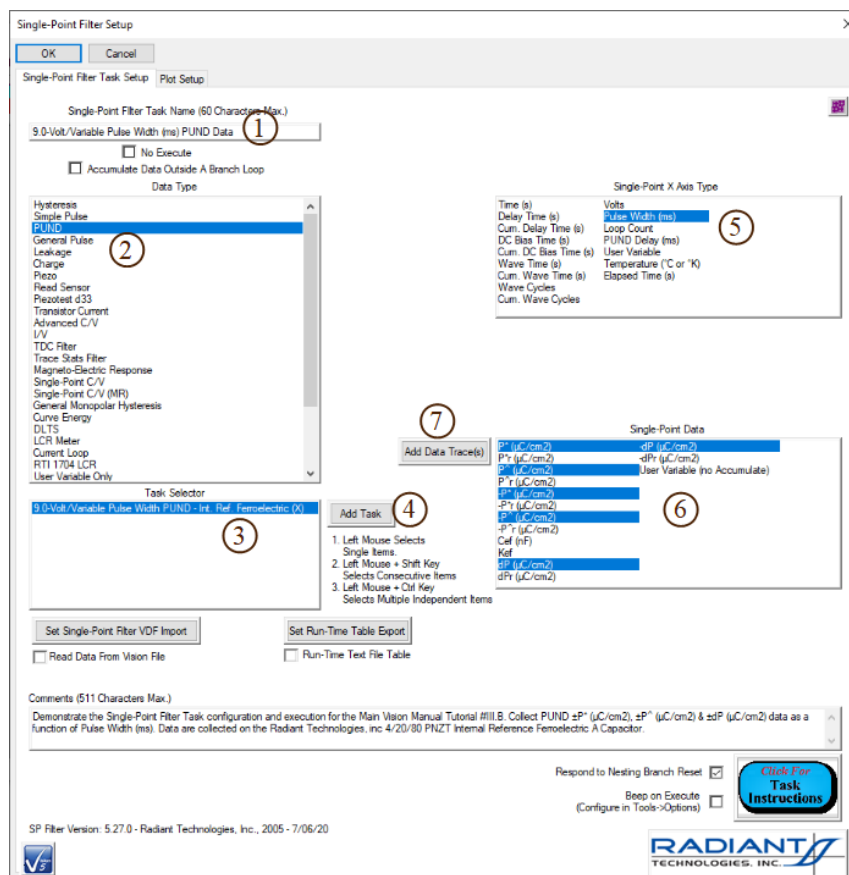 Single-Point Filter Setup
OK
Cancel
Single-Point Filter Task Setup
Plot Setup
Single-Point Filter Task Name (60 Characters Max.)
9.0-Volt/Variable Pulse Width (ms) PUND Data
1
No Execute
Accumulate Data Outside A Branch Loop
Data Type
Hysteresis
Simple Pulse
PUND
General Pulse
Leakage
Charge
Piezo
Read Sensor
Piezotest d33
Transistor Current
Advanced C/V
I/V
TDC Filter
Trace Stats Filter
Magneto-Electric Response
Single-Point C/V
Single-Point C/V (MR)
General Monopolar Hysteresis
Curve Energy
DLTS
LCR Meter
Current Loop
RTI 1704 LCR
User Variable Only
2
Single-Point X Axis Type
Time (s)
Delay Time (s)
Cum. Delay Time (s)
DC Bias Time (s)
Cum. DC Bias Time (s)
Wave Time (s)
Cum. Wave Time (s)
Wave Cycles
Cum. Wave Cycles
Volts
Pulse Width (ms)
Loop Count
PUND Delay (ms)
User Variable
Temperature (°C or °K)
Elapsed Time (s)
5
7
Add Data Trace(s)
Single-Point Data
P* (µC/cm2)
P*r (µC/cm2)
P^ (µC/cm2)
P^r (µC/cm2)
-P* (µC/cm2)
-P*r (µC/cm2)
-P^ (µC/cm2)
-P^r (µC/cm2)
Cef (nF)
Kef
dP (µC/cm2)
dPr (µC/cm2)
-dP (µC/cm2)
-dPr (µC/cm2)
User Variable (no Accumulate)
6
Task Selector
9.0-Volt/Variable Pulse Width PUND - Int. Ref. Ferroelectric (X)
3
Add Task
4
1. Left Mouse Selects
Single Items.
2. Left Mouse + Shift Key
Selects Consecutive Items
3. Left Mouse + Ctrl Key
Selects Multiple Independent Items
Set Single-Point Filter VDF Import
Set Run-Time Table Export
Read Data From Vision File
Run-Time Text File Table
Comments (511 Characters Max.)
Demonstrate the Single-Point Filter Task configuration and execution for the Main Vision Manual Tutorial #III.B. Collect PUND ±P* (µC/cm2), ±P^ (µC/cm2) & ±dP (µC/cm2) data as a
function of Pulse Width (ms). Data are collected on the Radiant Technologies, inc 4/20/80 PNZT Internal Reference Ferroelectric A Capacitor.
Respond to Nesting Branch Reset
Beep on Execute
(Configure in Tools->Options)
Click For
Task
Instructions
SP Filter Version: 5.27.0 - Radiant Technologies, Inc., 2005 - 7/06/20
RADIANT
TECHNOLOGIES, INC.